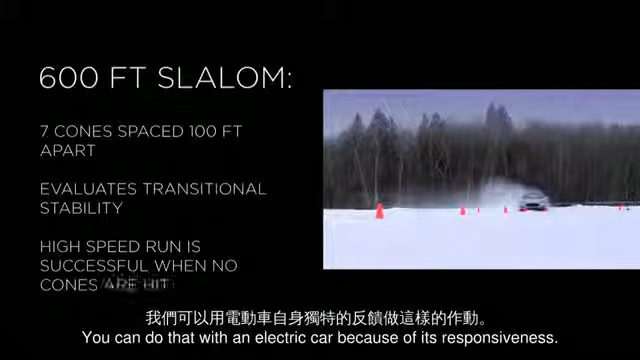 600 FT SLALOM:
7 CONES SPACED 100 FT
APART
EVALUATES TRANSITIONAL
STABILITY
HIGH SPEED RUN IS
SUCCESSFUL WHEN NO
CONES ARE HIT
我們可以用電動車自身獨特的反饋做這樣的作動。
You can do that with an electric car because of its responsiveness.